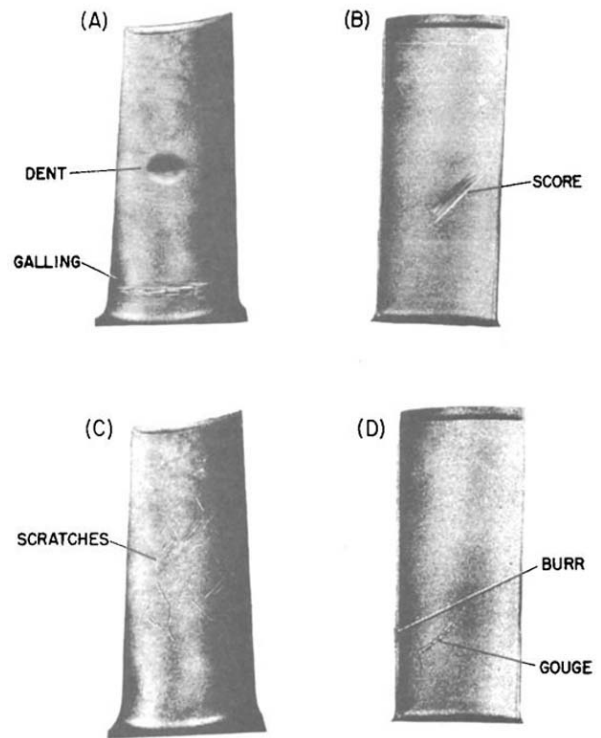 (A)
(B)
DENT
SCORE
GALLING
(C)
(D)
SCRATCHES
BURR
GOUGE